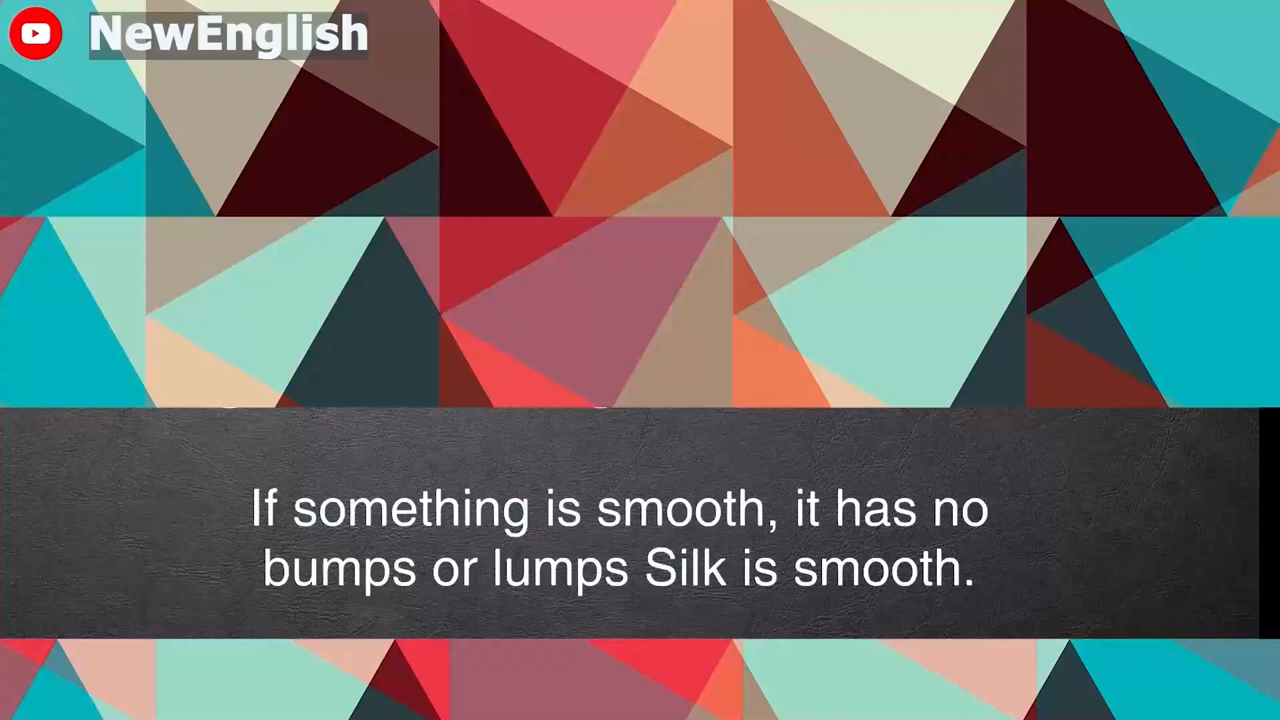 NewEnglish
If something is smooth, it has no
bumps or lumps Silk is smooth.